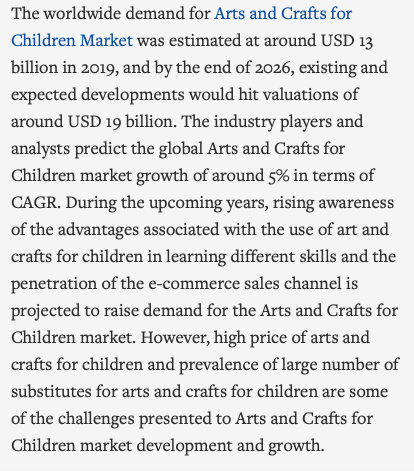 The worldwide demand for Arts and Crafts for
Children Market was estimated at around USD 13
billion in 2019, and by the end of 2026, existing and
expected developments would hit valuations of
around USD 19 billion. The industry players and
analysts predict the global Arts and Crafts for
Children market growth of around 5% in terms of
CAGR. During the upcoming years, rising awareness
of the advantages associated with the use of art and
crafts for children in learning different skills and the
penetration of the e-commerce sales channel is
projected to raise demand for the Arts and Crafts for
Children market. However, high price of arts and
crafts for children and prevalence of large number of
substitutes for arts and crafts for children are some
of the challenges presented to Arts and Crafts for
Children market development and growth.